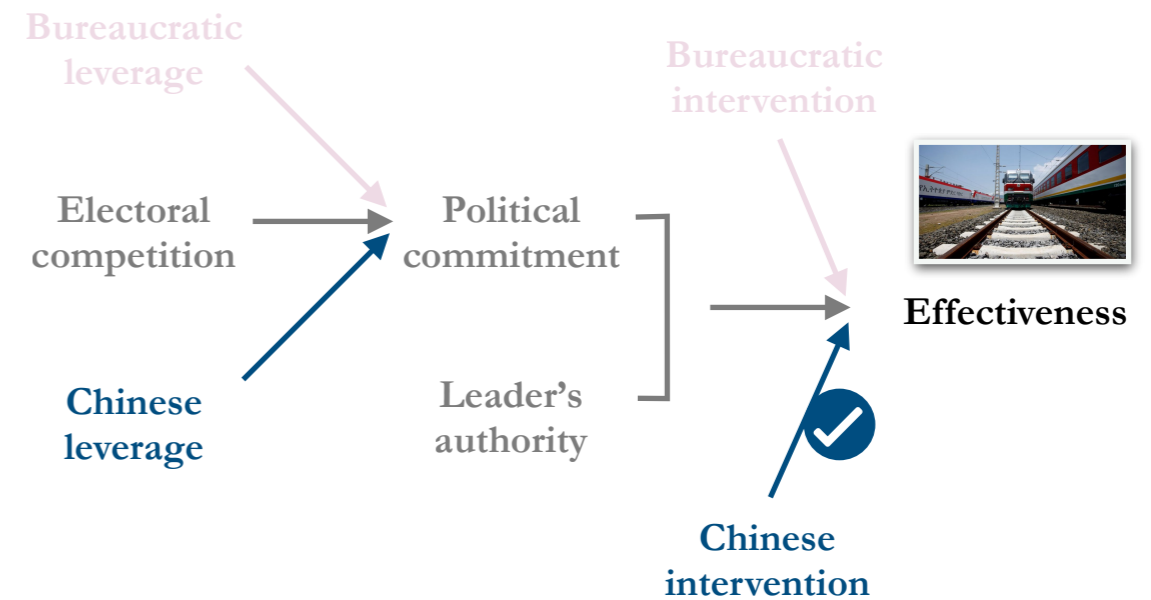 Bureaucratic
leverage
Bureaucratic
intervention
Electoral
competition
Political
commitment
Effectiveness
Chinese
leverage
Leader’s
authority
Chinese
intervention